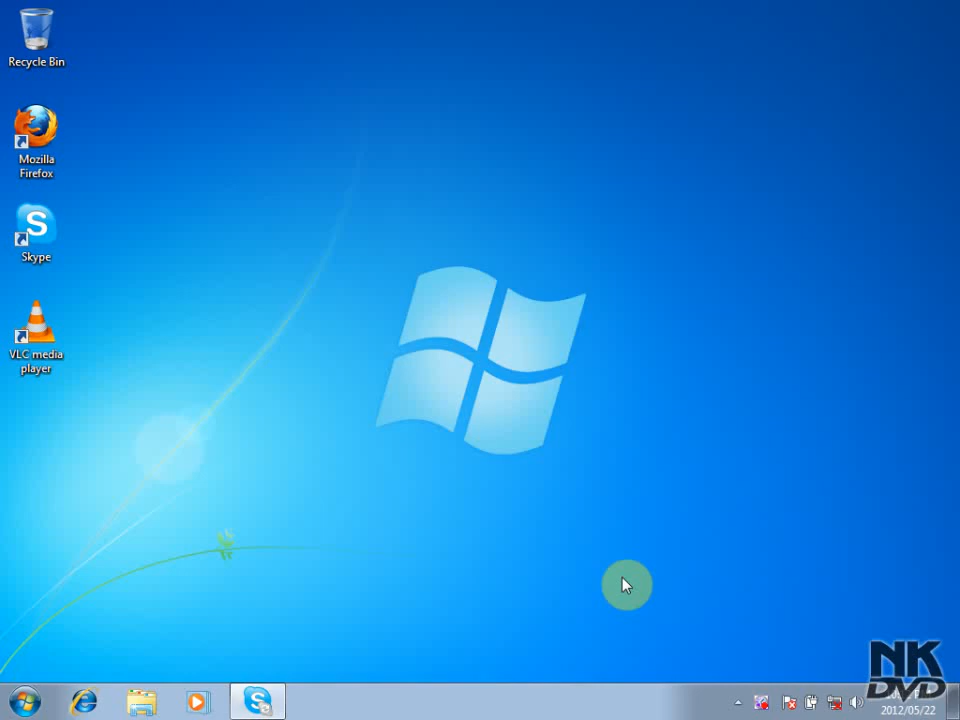 Recycle Bin
Mozilla
Firefox
S
Skype
VLC media
player
S
NK
DVD
2012/05/22